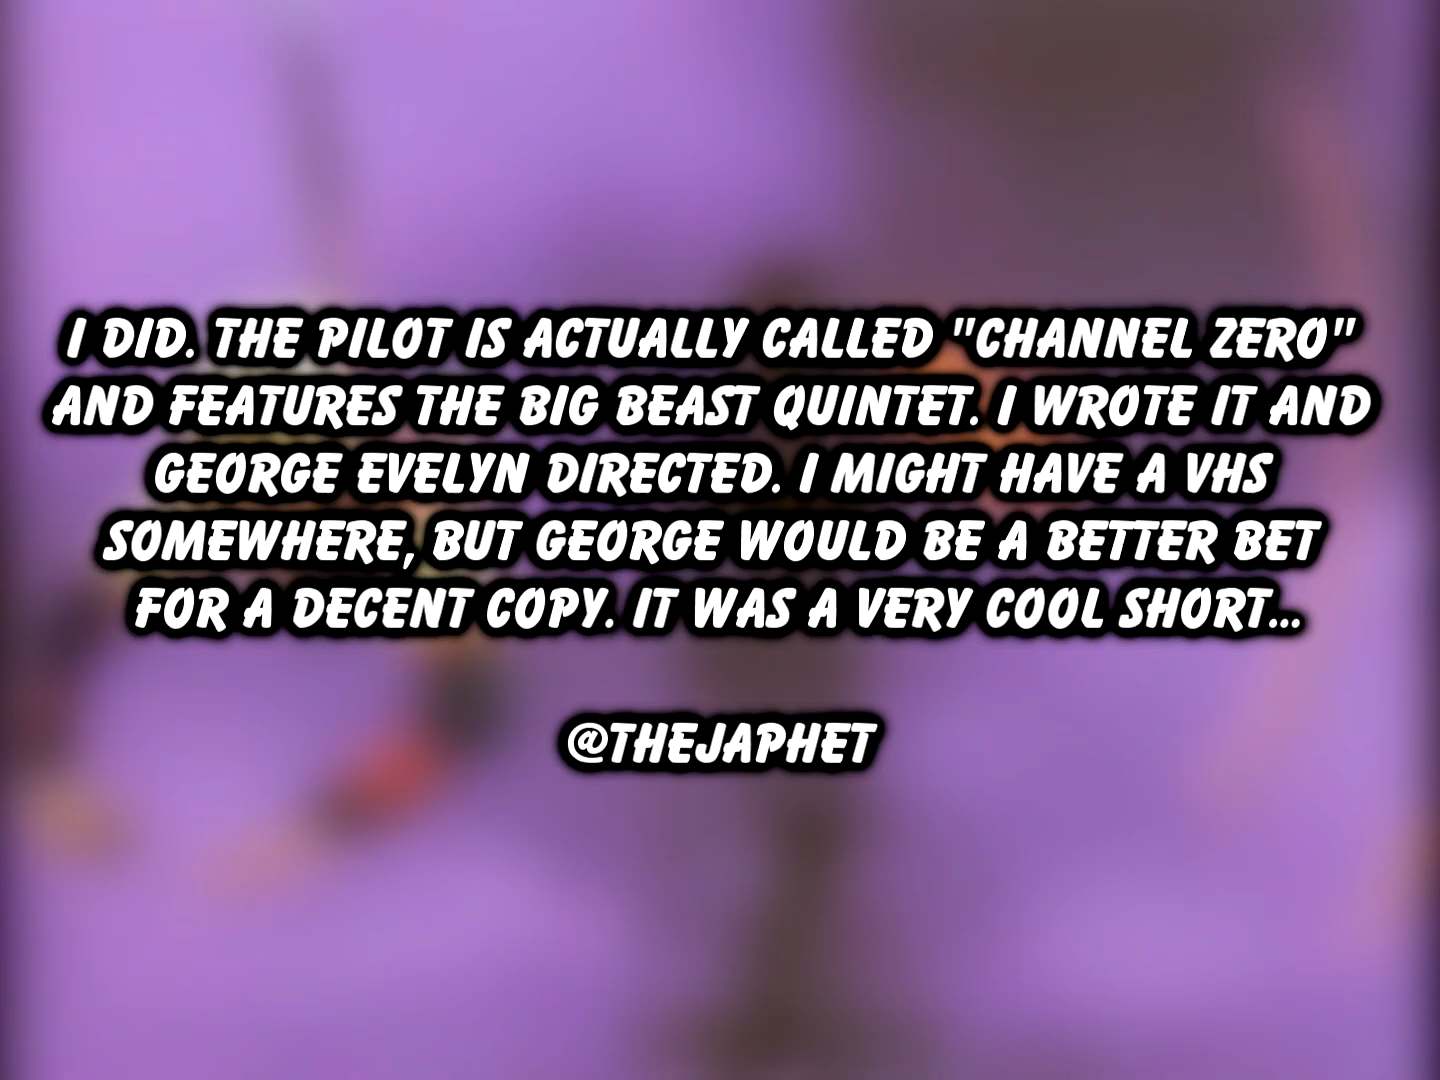 I DID. THE PILOT IS ACTUALLY CALLED "CHANNEL ZERO"
AND FEATURES THE BIG BEAST QUINTET. I WROTE IT AND
GEORGE EVELYN DIRECTED. I MIGHT HAVE A VHS
SOMEWHERE, BUT GEORGE WOULD BE A BETTER BET
FOR A DECENT COPY. IT WAS A VERY COOL SHORT...
@THEJAPHET